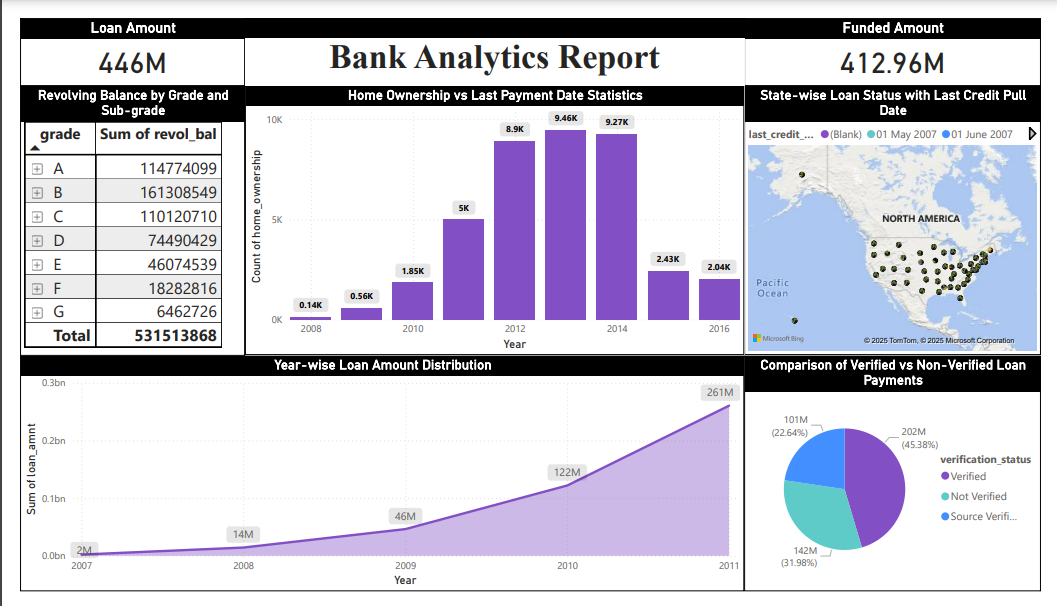 Loan Amount
446M
Bank Analytics Report
Funded Amount
412.96M
Revolving Balance by Grade and
Sub-grade
grade Sum of revol_bal
A 114774099
B 161308549
C 110120710
D 74490429
E 46074539
F 18282816
G 6462726
Total 531513868
Home Ownership vs Last Payment Date Statistics
Count of home_ownership
10K
5K
0K
0.14K
0.56K
1.85K
5K
8.9K
9.46K
9.27K
2.43K
2.04K
2008
2010
2012
2014
2016
Year
State-wise Loan Status with Last Credit Pull
Date
last_credit_... (Blank) 01 May 2007 01 June 2007
NORTH AMERICA
Pacific
Ocean
Microsoft Bing
© 2025 TomTom, © 2025 Microsoft Corporation
Year-wise Loan Amount Distribution
Sum of loan_amnt
0.3bn
0.2bn
0.1bn
0.0bn
2M
14M
46M
122M
261M
2007
2008
2009
2010
2011
Year
Comparison of Verified vs Non-Verified Loan
Payments
101M
(22.64%)
202M
(45.38%)
142M
(31.98%)
verification_status
Verified
Not Verified
Source Verifi...